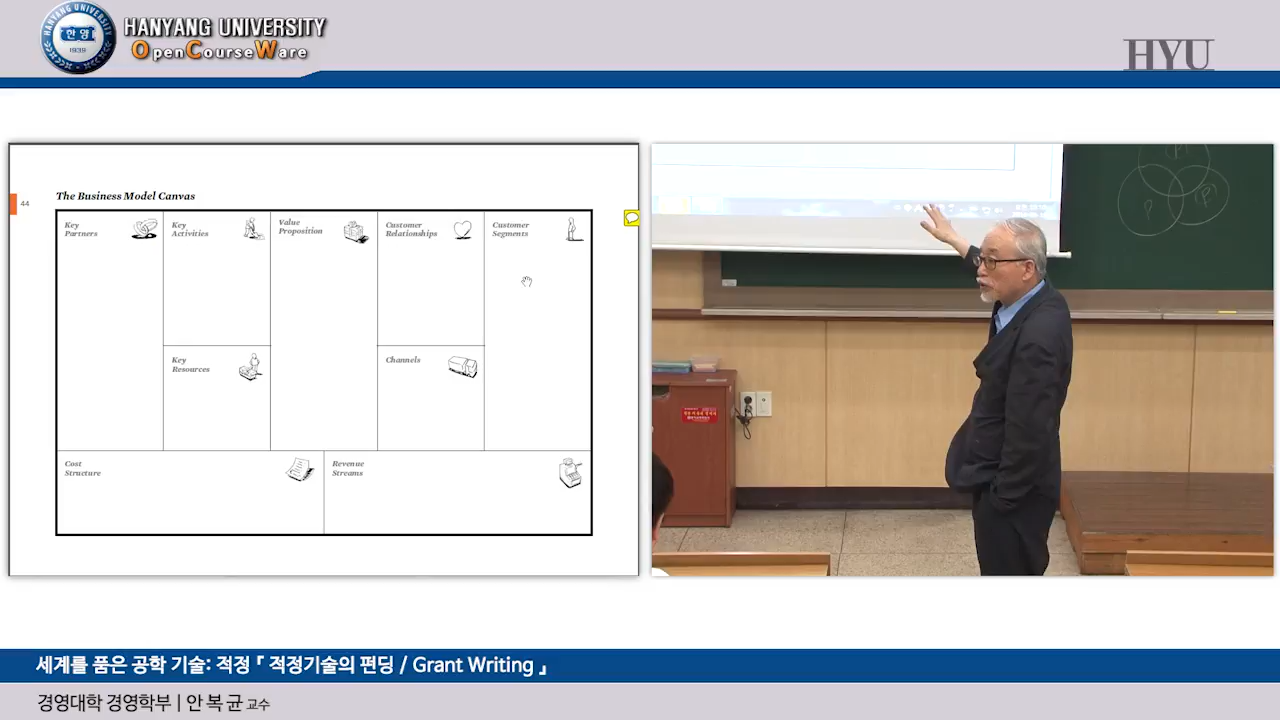 한양
1939
HANYANG UNIVERSITY
OpenCourseWare
HYU
44
The Business Model Canvas
Key
Partners
Key
Activities
Value
Proposition
Customer
Relationships
Customer
Segments
Key
Resources
Channels
Cost
Structure
Revenue
Streams
세계를 품은 공학 기술: 적정『 적정기술의 펀딩 / Grant Writing 』
경영대학 경영학부 | 안 복 균 교수